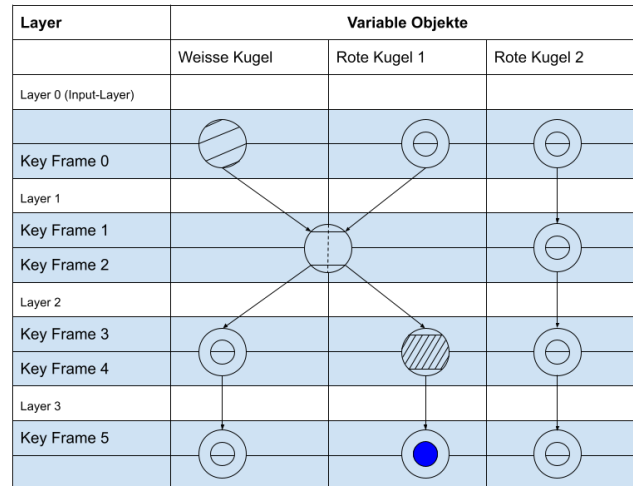 Layer Variable Objekte
Weisse Kugel Rote Kugel 1 Rote Kugel 2
Layer 0 (Input-Layer)
Key Frame 0
Layer 1
Key Frame 1
Key Frame 2
Layer 2
Key Frame 3
Key Frame 4
Layer 3
Key Frame 5